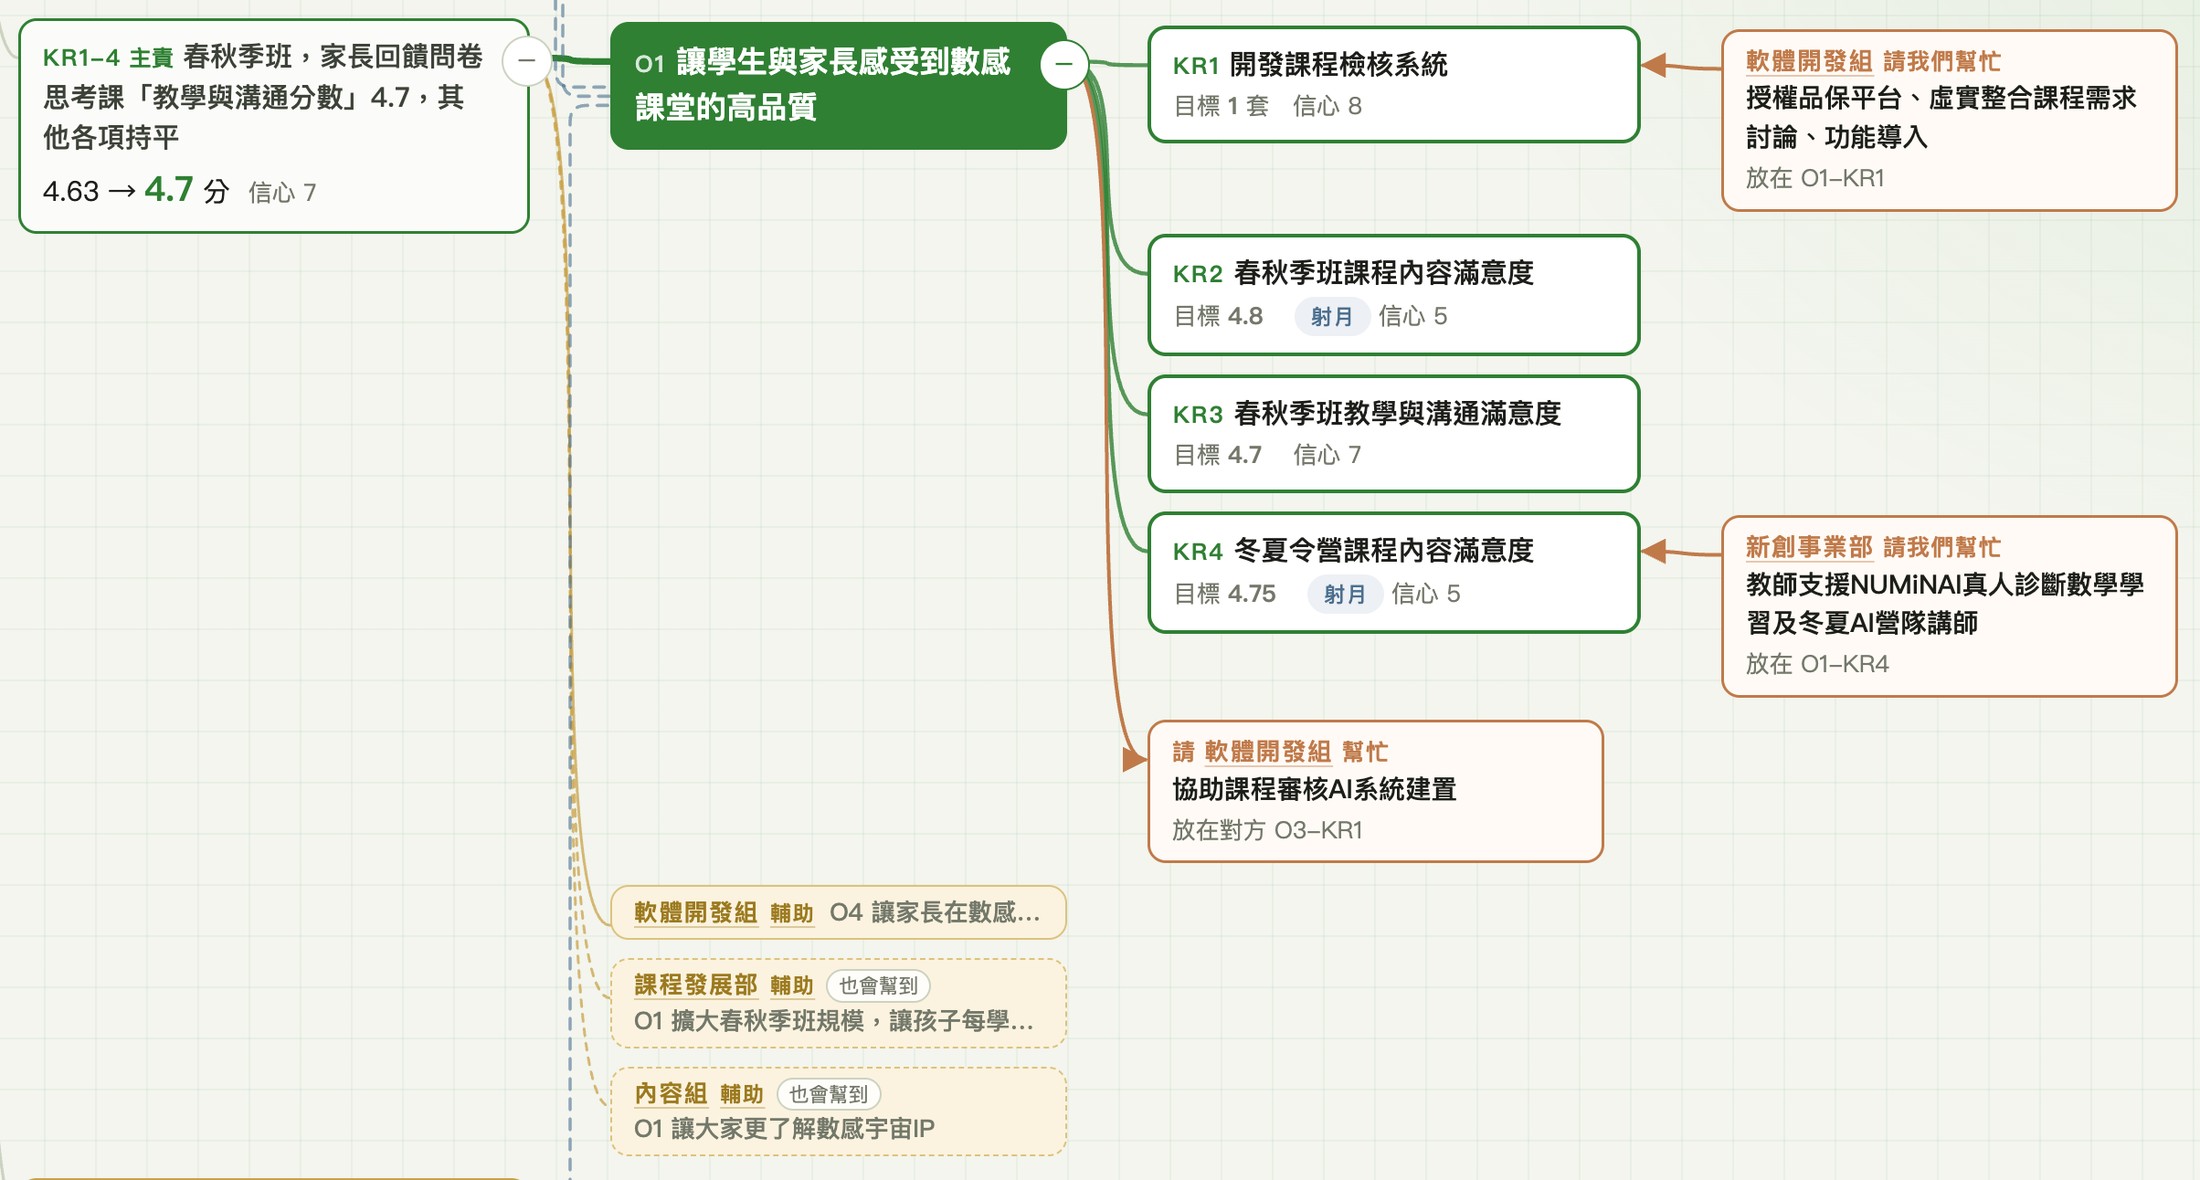 KR1-4 主責 春秋季班，家長回饋問卷
思考課「教學與溝通分數」4.7，其
他各項持平
4.63 → 4.7 分 信心 7
O1 讓學生與家長感受到數感
課堂的高品質
KR1 開發課程檢核系統
目標 1 套 信心 8
軟體開發組 請我們幫忙
授權品保平台、虛實整合課程需求
討論、功能導入
放在 O1-KR1
KR2 春秋季班課程內容滿意度
目標 4.8 射月 信心 5
KR3 春秋季班教學與溝通滿意度
目標 4.7 信心 7
KR4 冬夏令營課程內容滿意度
目標 4.75 射月 信心 5
新創事業部 請我們幫忙
教師支援NUMiNAI真人診斷數學學
習及冬夏AI營隊講師
放在 O1-KR4
請 軟體開發組 幫忙
協助課程審核AI系統建置
放在對方 O3-KR1
軟體開發組 輔助 O4 讓家長在數感...
課程發展部 輔助 也會幫到
O1 擴大春秋季班規模，讓孩子每學...
內容組 輔助 也會幫到
O1 讓大家更了解數感宇宙IP